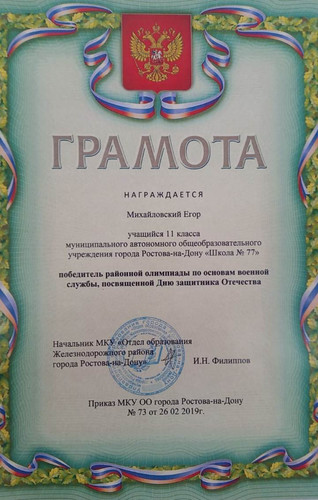 ГРАМОТА
НАГРАЖДАЕТСЯ
Михайловский Егор
учащийся 11 класса
муниципального автономного общеобразовательного
учреждения города Ростова-на-Дону «Школа № 77»
победитель районной олимпиады по основам военной
службы, посвященной Дню защитника Отечества
Начальник МКУ «Отдел образования
Железнодорожного района
города Ростова-на-Дону» И.Н. Филиппов
Приказ МКУ ОО города Ростова-на-Дону
№ 73 от 26 02 2019г.